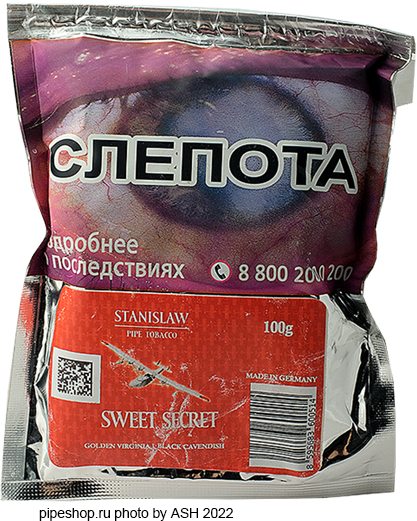 СЛЕПОТА
одробнее
последствиях
8 800 200 0 200
STANISLAW
PIPE TOBACCO
100g
MADE IN GERMANY
SWEET SECRET
GOLDEN VIRGINIA & BLACK CAVENDISH
pipeshop.ru photo by ASH 2022